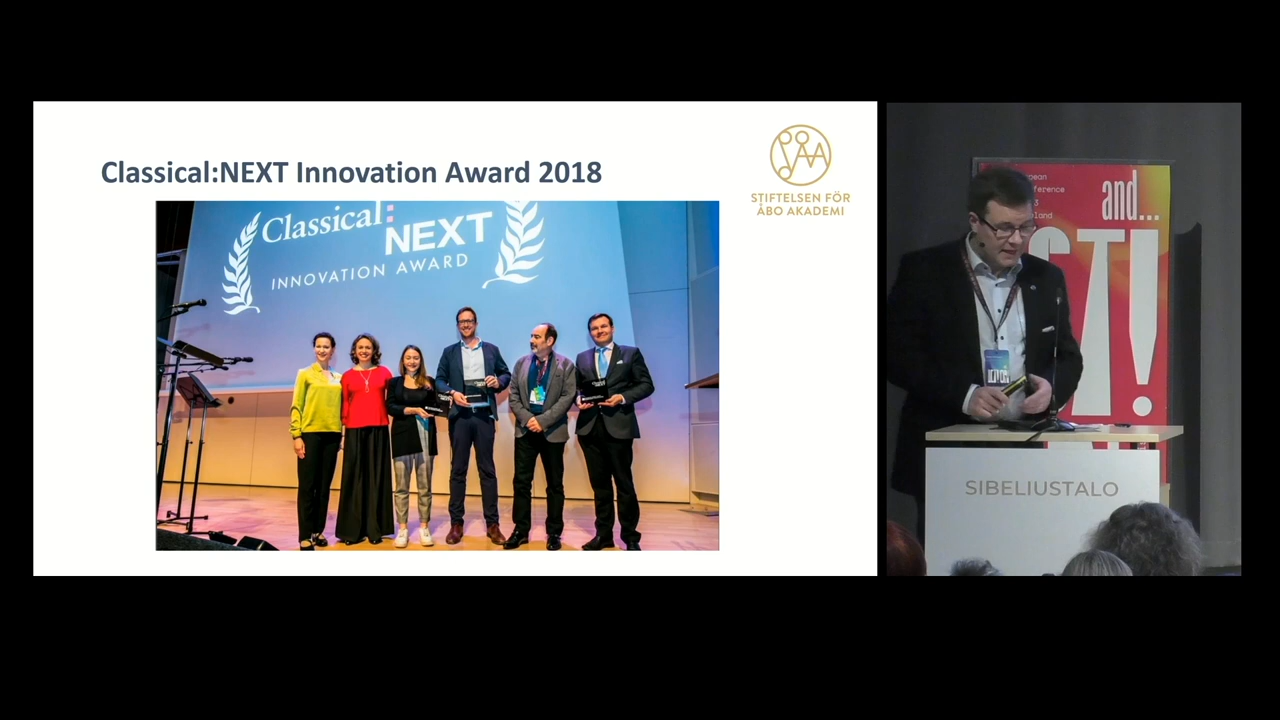 Classical:NEXT Innovation Award 2018
STIFTELSEN FÖR
ÅBO AKADEMI
Classical:
NEXT
INNOVATION AWARD
and...
SIBELIUSTALO